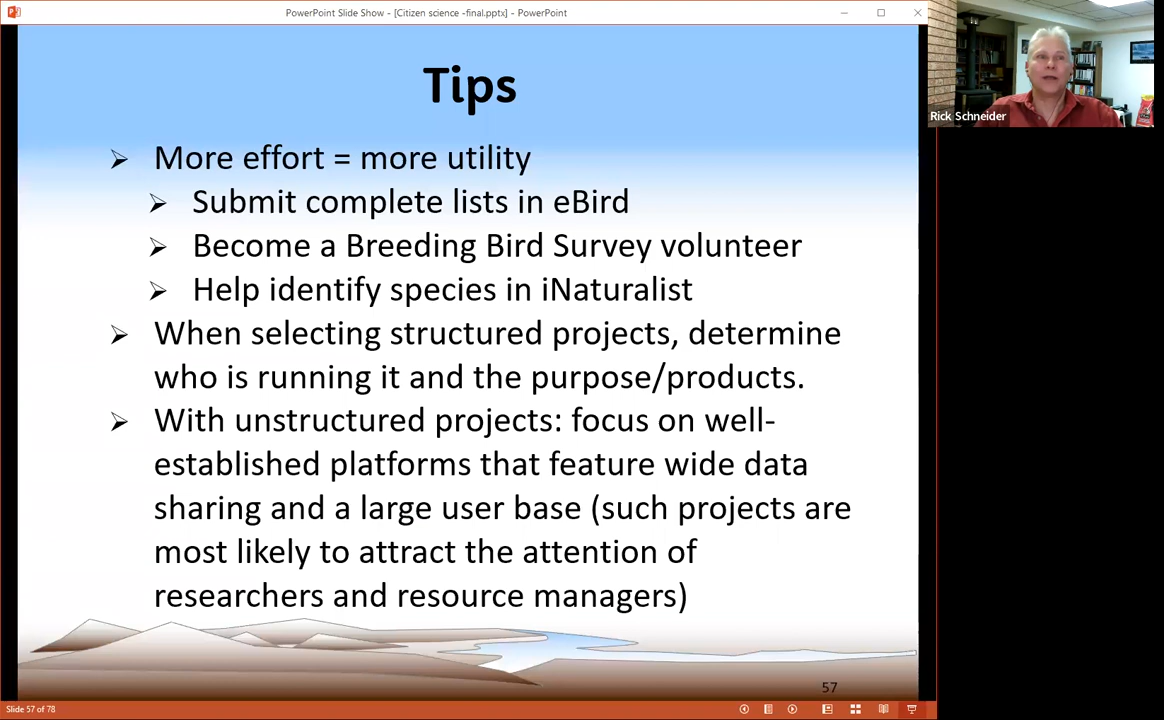 PowerPoint Slide Show - [Citizen science -final.pptx] - PowerPoint
Tips
➢ More effort = more utility
➢ Submit complete lists in eBird
➢ Become a Breeding Bird Survey volunteer
➢ Help identify species in iNaturalist
➢ When selecting structured projects, determine
who is running it and the purpose/products.
➢ With unstructured projects: focus on well-
established platforms that feature wide data
sharing and a large user base (such projects are
most likely to attract the attention of
researchers and resource managers)
57
Slide 57 of 78
Rick Schneider